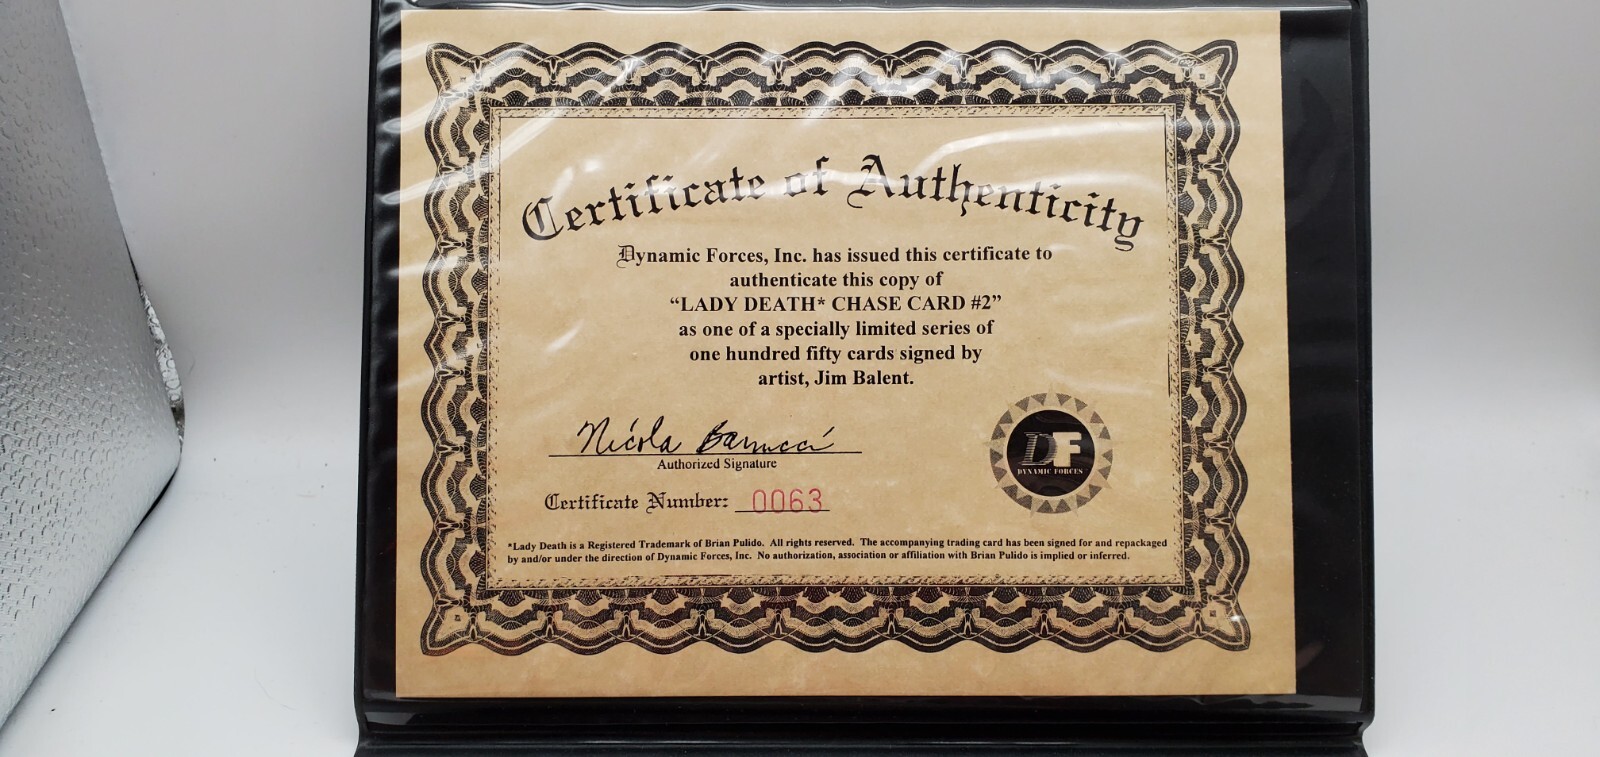 Certificate of Authenticity
Dynamic Forces, Inc. has issued this certificate to
authenticate this copy of
“LADY DEATH* CHASE CARD #2”
as one of a specially limited series of
one hundred fifty cards signed by
artist, Jim Balent.
Nicola Barrucci
Authorized Signature
DF
DYNAMIC FORCES
Certificate Number: 0063
*Lady Death is a Registered Trademark of Brian Pulido. All rights reserved. The accompanying trading card has been signed for and repackaged
by and/or under the direction of Dynamic Forces, Inc. No authorization, association or affiliation with Brian Pulido is implied or inferred.